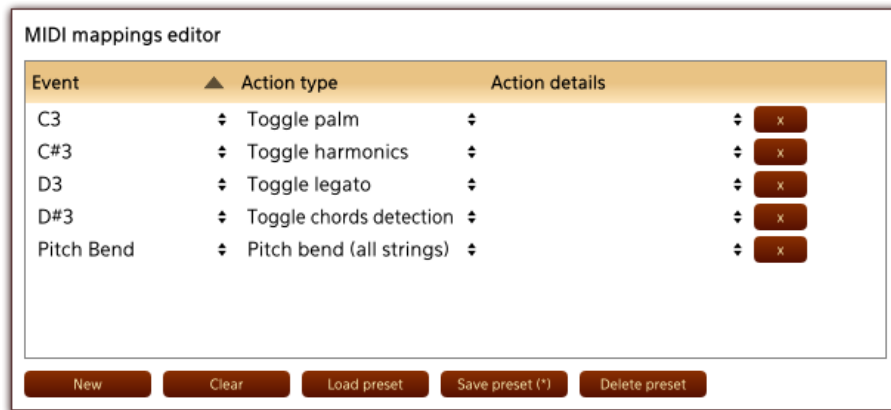 MIDI mappings editor
Event Action type Action details
C3 Toggle palm x
C#3 Toggle harmonics x
D3 Toggle legato x
D#3 Toggle chords detection x
Pitch Bend Pitch bend (all strings) x
New Clear Load preset Save preset (*) Delete preset